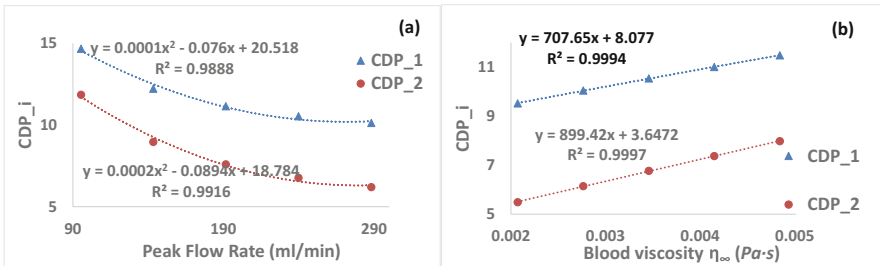 (a)
y = 0.0001x² - 0.076x + 20.518
R² = 0.9888
CDP_1
CDP_2
y = 0.0002x² - 0.0894x + 18.784
R² = 0.9916
15
10
5
CDP_i
90
190
290
Peak Flow Rate (ml/min)
(b)
y = 707.65x + 8.077
R² = 0.9994
y = 899.42x + 3.6472
R² = 0.9997
CDP_1
CDP_2
11
9
7
5
CDP_i
0.002
0.003
0.004
0.005
Blood viscosity η∞ (Pa·s)